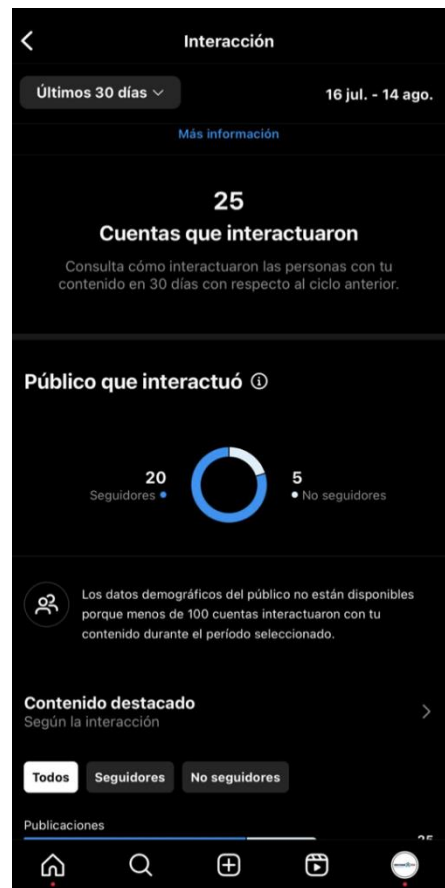 Interacción
Últimos 30 días
16 jul. - 14 ago.
Más información
25
Cuentas que interactuaron
Consulta cómo interactuaron las personas con tu
contenido en 30 días con respecto al ciclo anterior.
Público que interactuó
20
Seguidores
5
No seguidores
Los datos demográficos del público no están disponibles
porque menos de 100 cuentas interactuaron con tu
contenido durante el período seleccionado.
Contenido destacado
Según la interacción
Todos
Seguidores
No seguidores
Publicaciones